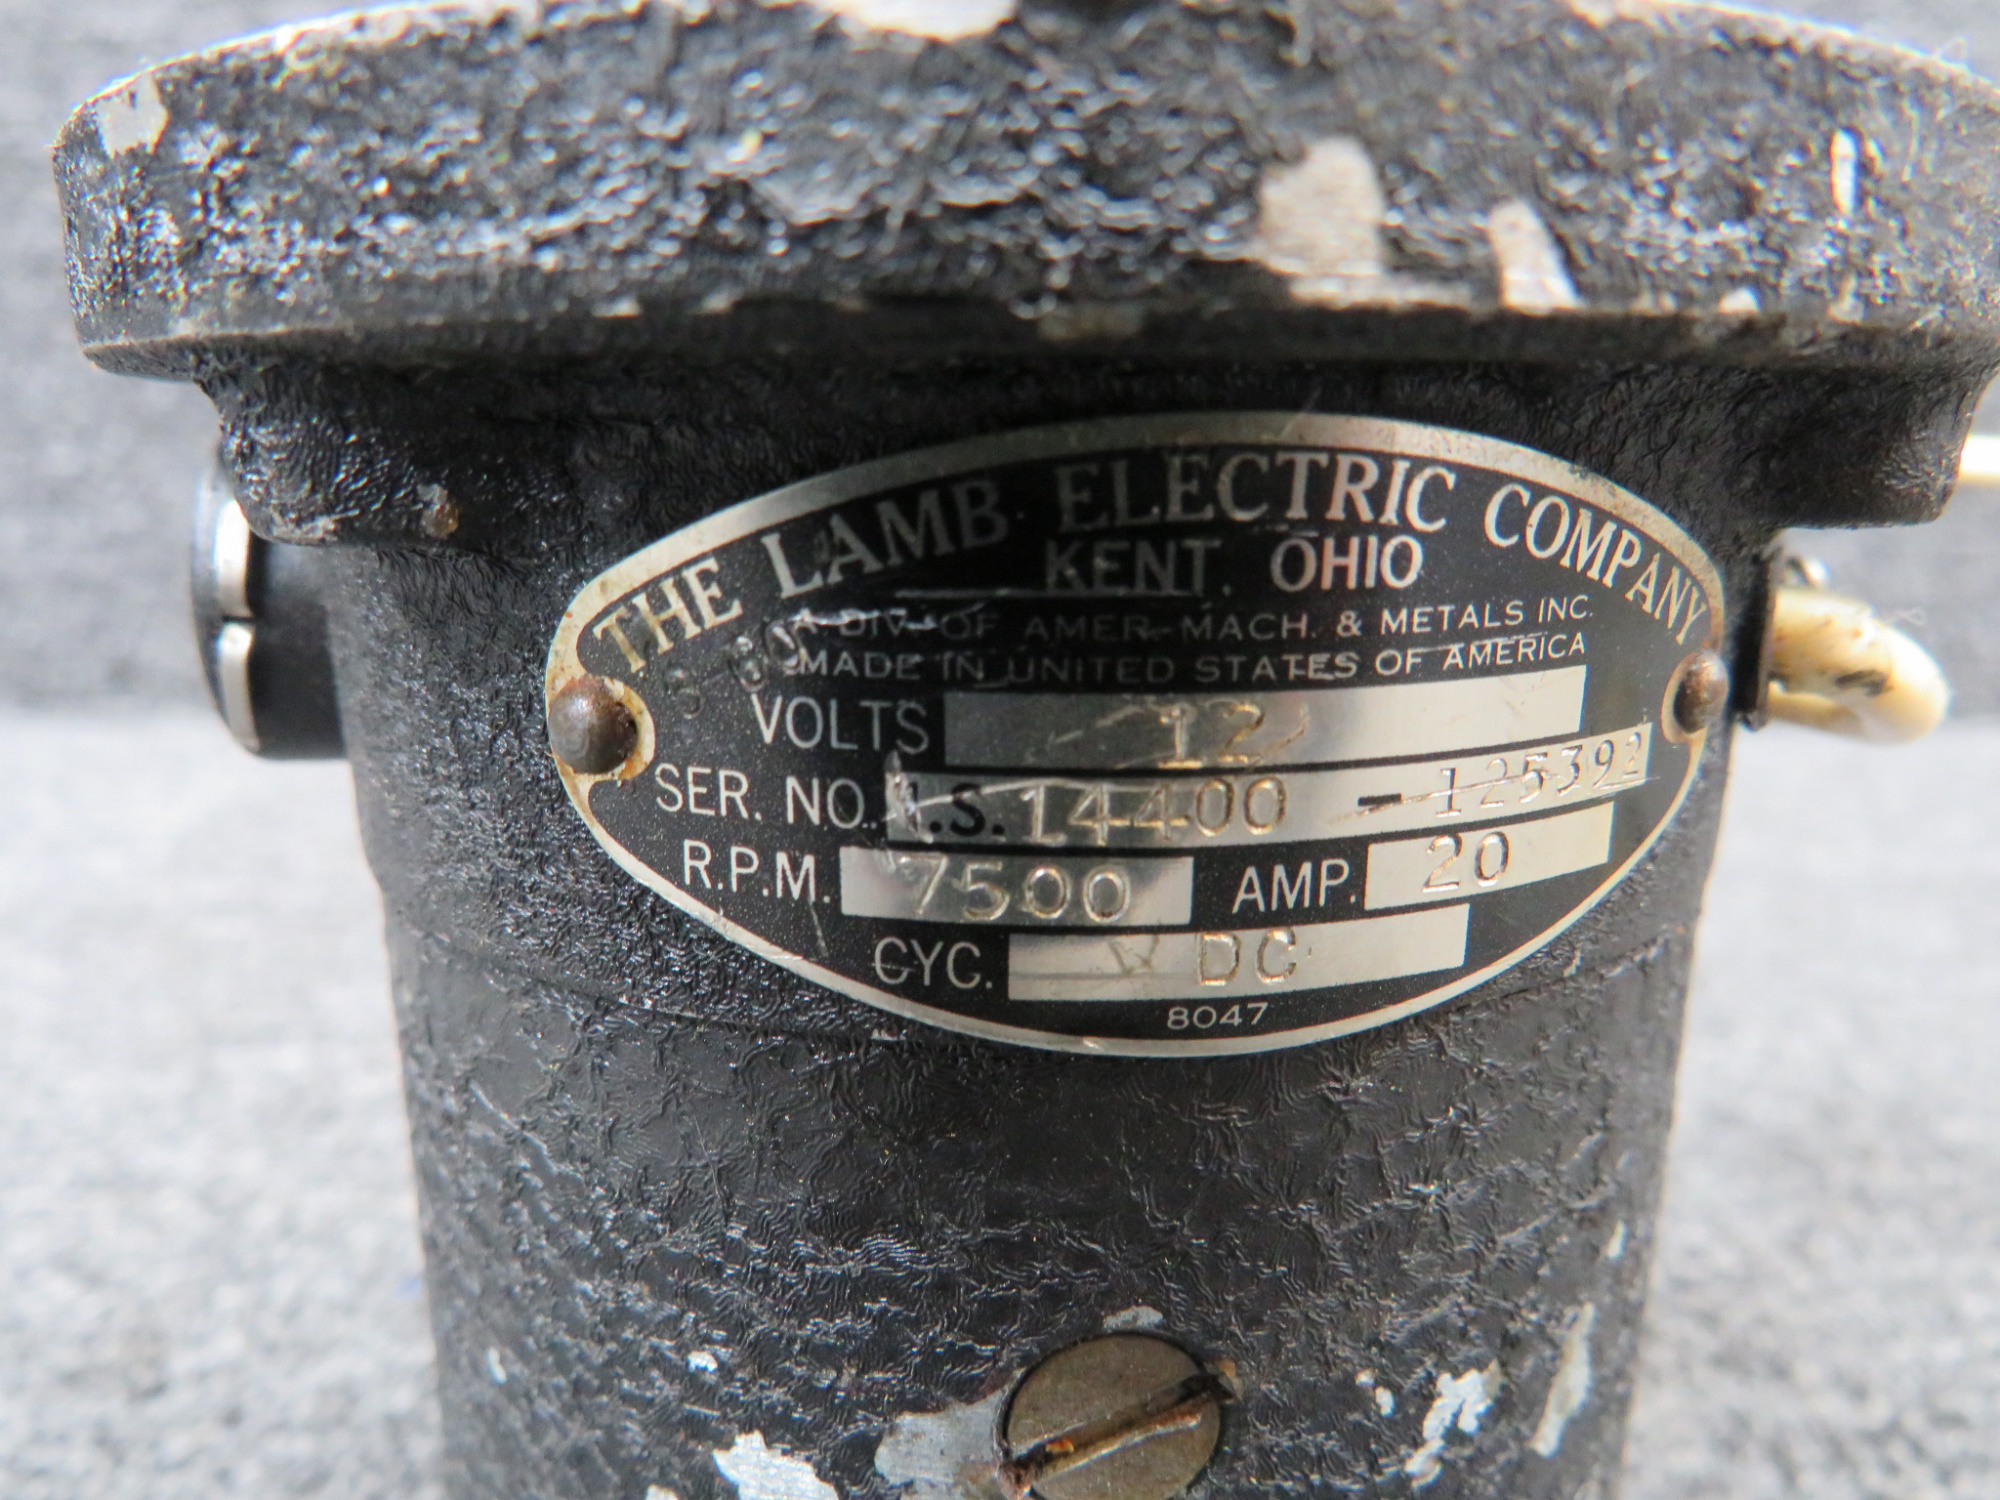 THE LAMB ELECTRIC COMPANY
KENT, OHIO
A DIV. OF AMER. MACH. & METALS INC.
MADE IN UNITED STATES OF AMERICA
VOLTS 12
SER. NO. I.S. 14400 - 125392
R.P.M. 7500 AMP. 20
CYC. DC
8047